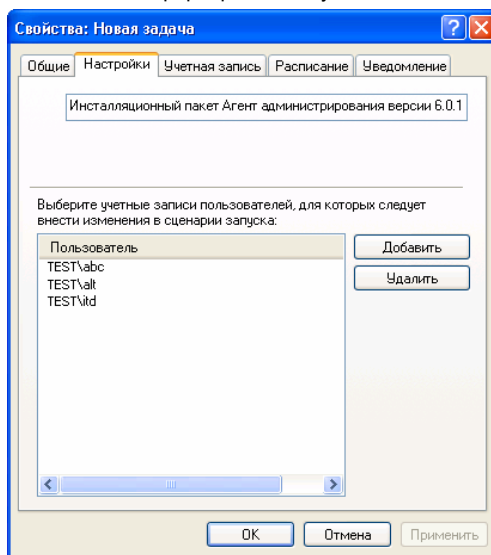 Свойства: Новая задача
Общие Настройки Учетная запись Расписание Уведомление
Инсталляционный пакет Агент администрирования версии 6.0.1
Выберите учетные записи пользователей, для которых следует
внести изменения в сценарии запуска:
Пользователь
Добавить
TEST\abc
Удалить
TEST\alt
TEST\itd
OK Отмена Применить